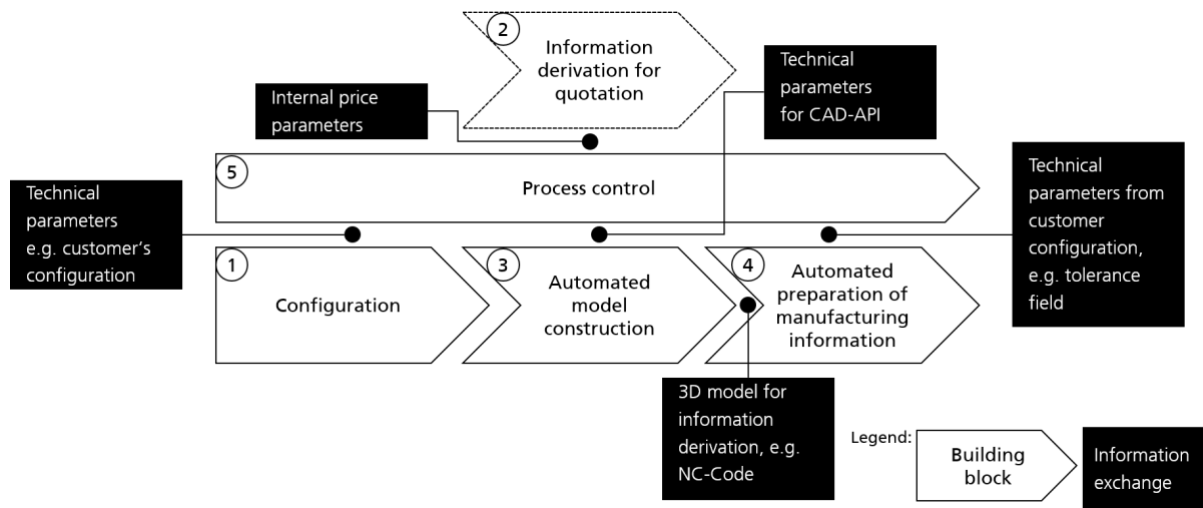 2
Information
derivation for
quotation
Technical
parameters
for CAD-API
Internal price
parameters
5
Process control
Technical
parameters from
customer
configuration,
e.g. tolerance
field
Technical
parameters
e.g. customer’s
configuration
1
Configuration
3
Automated
model
construction
4
Automated
preparation of
manufacturing
information
3D model for
information
derivation, e.g.
NC-Code
Legend:
Building
block
Information
exchange